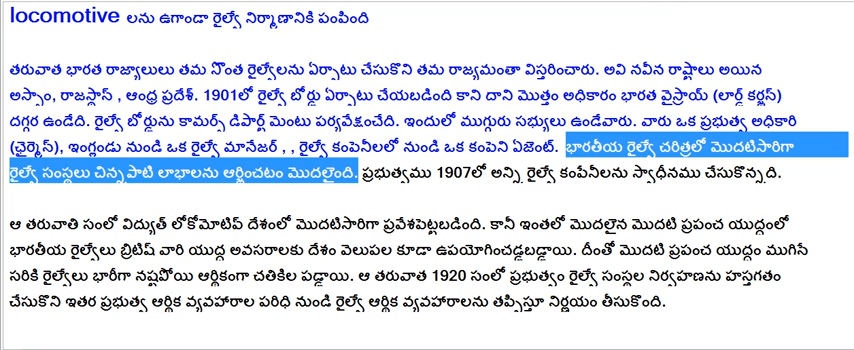 locomotive లను ఉగాండా రైల్వే నిర్మాణానికి పంపింది
తరువాత భారత రాజ్యాలులు తమ సొంత రైల్వేలను ఏర్పాటు చేసుకొని తమ రాజ్యమంతా విస్తరించారు. అవి నవీన రాష్టాలు అయిన
అస్సాం, రాజస్థాన్ , ఆంధ్ర ప్రదేశ్. 1901లో రైల్వే బోర్డు ఏర్పాటు చేయబడింది కాని దాని మొత్తం అధికారం భారత వైస్రాయ్ (లార్డ్ కర్జన్)
దగ్గర ఉండేది. రైల్వే బోర్డును కామర్స్ డిపార్ట్ మెంటు పర్యవేక్షంచేది. ఇందులో ముగ్గురు సభ్యులు ఉండేవారు. వారు ఒక ప్రభుత్వ అధికారి
(ఛైర్మెన్), ఇంగ్లండు నుండి ఒక రైల్వే మానేజర్ , , రైల్వే కంపెనీలలో నుండి ఒక కంపెని ఏజెంట్. భారతీయ రైల్వే చరిత్రలో మొదటిసారిగా
రైల్వే సంస్థలు చిన్నపాటి లాభాలను ఆర్జించటం మొదలైంది. ప్రభుత్వము 1907లో అన్ని రైల్వే కంపేనీలను స్వాధీనము చేసుకొన్నది.
ఆ తరువాతి సంలో విద్యుత్ లోకోమోటివ్ దేశంలో మొదటిసారిగా ప్రవేశపెట్టబడింది. కానీ ఇంతలో మొదలైన మొదటి ప్రపంచ యుద్ధంలో
భారతీయ రైల్వేలు బ్రిటిష్ వారి యుద్ధ అవసరాలకు దేశం వెలుపల కూడా ఉపయోగించడ్డబడ్డాయి. దీంతో మొదటి ప్రపంచ యుద్ధం ముగిసే
సరికి రైల్వేలు భారీగా నష్టపోయి ఆర్థికంగా చతికిల పడ్డాయి. ఆ తరువాత 1920 సంలో ప్రభుత్వం రైల్వే సంస్థల నిర్వహణను హస్తగతం
చేసుకొని ఇతర ప్రభుత్వ ఆర్థిక వ్యవహారాల పరిధి నుండి రైల్వే ఆర్థిక వ్యవహారాలను తప్పిస్తూ నిర్ణయం తీసుకొంది.